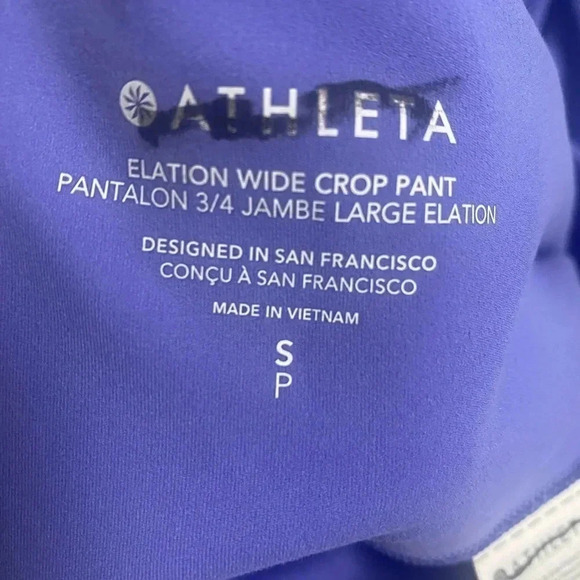 ATHLETA
ELATION WIDE CROP PANT
PANTALON 3/4 JAMBE LARGE ELATION
DESIGNED IN SAN FRANCISCO
CONÇU À SAN FRANCISCO
MADE IN VIETNAM
S
P
ATHLET